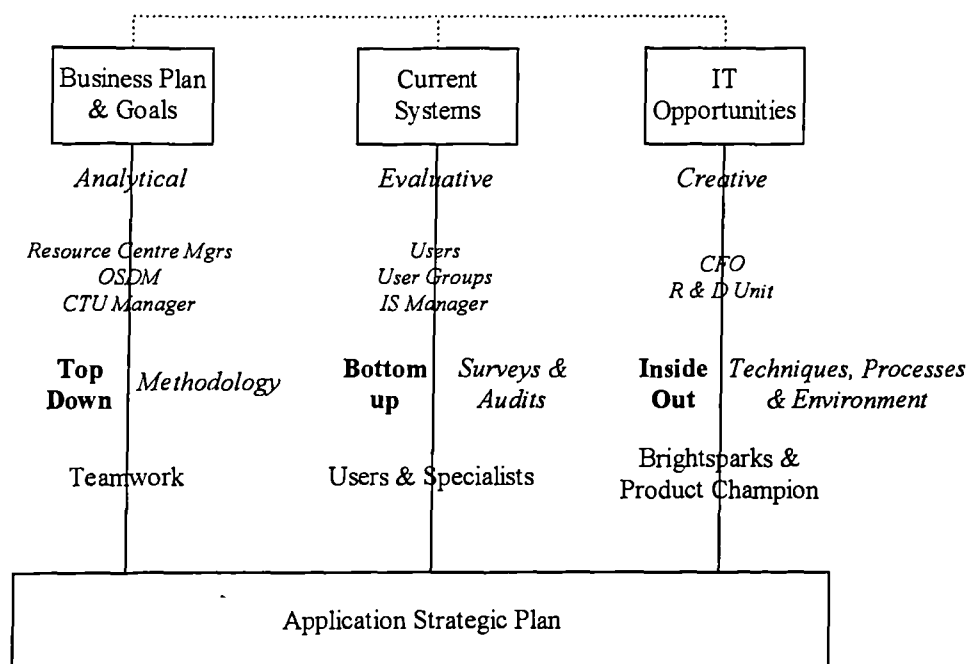 Business Plan
& Goals
Current
Systems
IT
Opportunities
Analytical
Evaluative
Creative
Resource Centre Mgrs
OSDM
CTU Manager
Users
User Groups
IS Manager
CFO
R & D Unit
Top
Down
Methodology
Bottom
up
Surveys &
Audits
Inside
Out
Techniques, Processes
& Environment
Teamwork
Users & Specialists
Brightsparks &
Product Champion
Application Strategic Plan